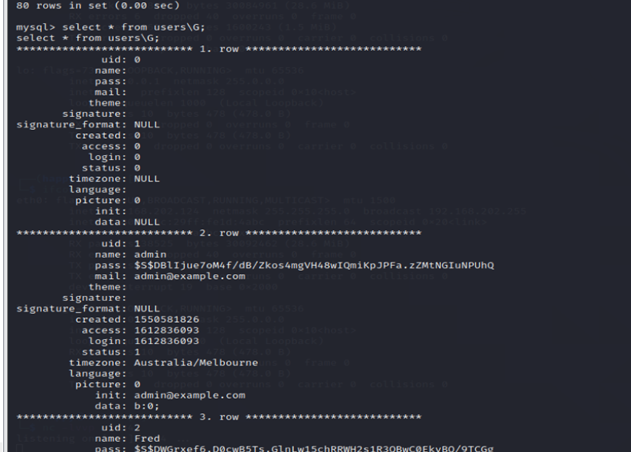 80 rows in set (0.00 sec)
mysql> select * from users\G;
select * from users\G;
*************************** 1. row ***************************
uid: 0
name:
pass:
mail:
theme:
signature:
signature_format: NULL
created: 0
access: 0
login: 0
status: 0
timezone: NULL
language:
picture: 0
init:
data: NULL
*************************** 2. row ***************************
uid: 1
name: admin
pass: $S$DBlIjue7oM4f/dB/Zkos4mgVH48wIQmiKpJPFa.zZMtNGIuNPUhQ
mail: admin@example.com
theme:
signature:
signature_format: NULL
created: 1550581826
access: 1612836093
login: 1612836093
status: 1
timezone: Australia/Melbourne
language:
picture: 0
init: admin@example.com
data: b:0;
*************************** 3. row ***************************
uid: 2
name: Fred
pass: $S$DWGrxef6.D0cwB5Ts.GlnLw15chRRWH2s1R3QBwC0EkvBQ/9TCGg